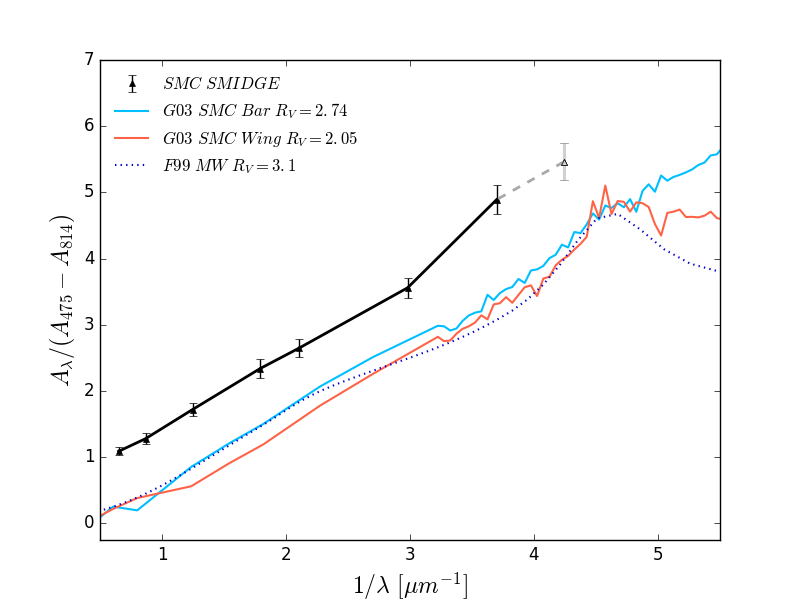 SMC SMIDGE
G03 SMC Bar R_V = 2.74
G03 SMC Wing R_V = 2.05
F99 MW R_V = 3.1
A_λ/(A_475 − A_814)
7
6
5
4
3
2
1
0
1 2 3 4 5
1/λ [μm⁻¹]